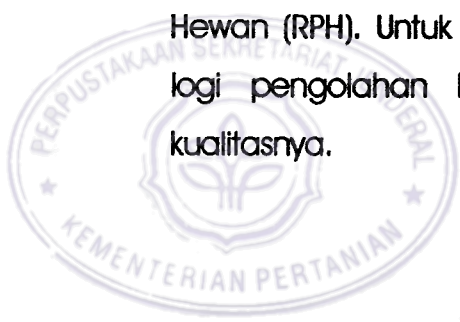 Hewan (RPH). Untuk
logi pengolahan
kualitasnya.
PERPUSTAKAAN SEKRETARIAT JENDERAL
KEMENTERIAN PERTANIAN